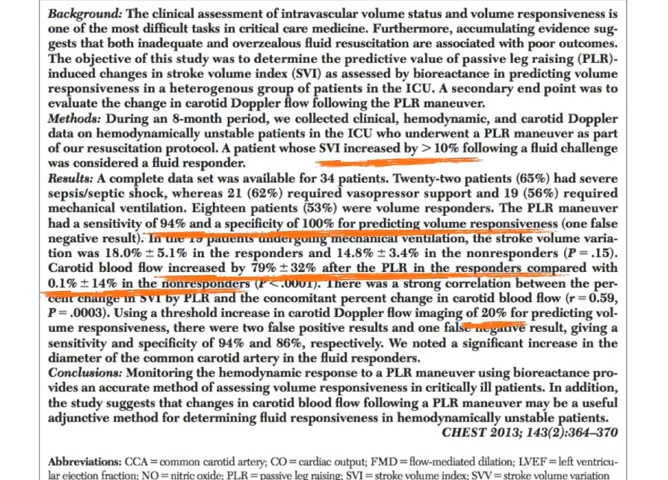 Background: The clinical assessment of intravascular volume status and volume responsiveness is
one of the most difficult tasks in critical care medicine. Furthermore, accumulating evidence sug-
gests that both inadequate and overzealous fluid resuscitation are associated with poor outcomes.
The objective of this study was to determine the predictive value of passive leg raising (PLR)-
induced changes in stroke volume index (SVI) as assessed by bioreactance in predicting volume
responsiveness in a heterogenous group of patients in the ICU. A secondary end point was to
evaluate the change in carotid Doppler flow following the PLR maneuver.
Methods: During an 8-month period, we collected clinical, hemodynamic, and carotid Doppler
data on hemodynamically unstable patients in the ICU who underwent a PLR maneuver as part
of our resuscitation protocol. A patient whose SVI increased by > 10% following a fluid challenge
was considered a fluid responder.
Results: A complete data set was available for 34 patients. Twenty-two patients (65%) had severe
sepsis/septic shock, whereas 21 (62%) required vasopressor support and 19 (56%) required
mechanical ventilation. Eighteen patients (53%) were volume responders. The PLR maneuver
had a sensitivity of 94% and a specificity of 100% for predicting volume responsiveness (one false
negative result). In the 19 patients undergoing mechanical ventilation, the stroke volume varia-
tion was 18.0% ± 5.1% in the responders and 14.8% ± 3.4% in the nonresponders (P = .15).
Carotid blood flow increased by 79% ± 32% after the PLR in the responders compared with
0.1% ± 14% in the nonresponders (P < .0001). There was a strong correlation between the per-
cent change in SVI by PLR and the concomitant percent change in carotid blood flow (r = 0.59,
P = .0003). Using a threshold increase in carotid Doppler flow imaging of 20% for predicting vol-
ume responsiveness, there were two false positive results and one false negative result, giving a
sensitivity and specificity of 94% and 86%, respectively. We noted a significant increase in the
diameter of the common carotid artery in the fluid responders.
Conclusions: Monitoring the hemodynamic response to a PLR maneuver using bioreactance pro-
vides an accurate method of assessing volume responsiveness in critically ill patients. In addition,
the study suggests that changes in carotid blood flow following a PLR maneuver may be a useful
adjunctive method for determining fluid responsiveness in hemodynamically unstable patients.
CHEST 2013; 143(2):364–370
Abbreviations: CCA = common carotid artery; CO = cardiac output; FMD = flow-mediated dilation; LVEF = left ventricu-
lar ejection fraction; NO = nitric oxide; PLR = passive leg raising; SVI = stroke volume index; SVV = stroke volume variation